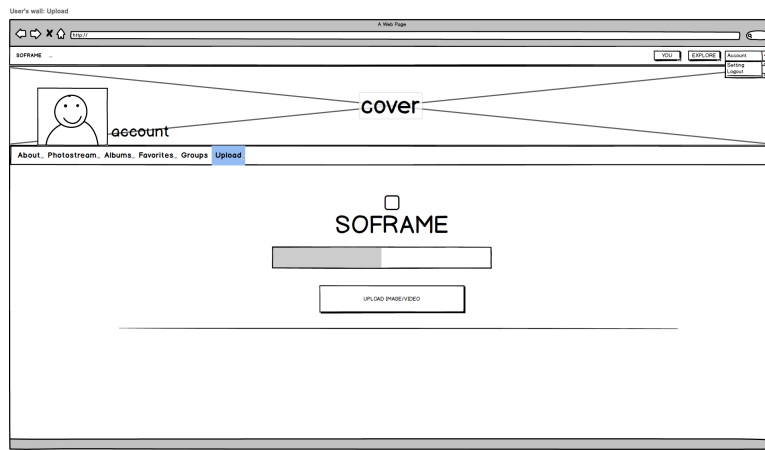 User's wall: Upload
A Web Page
http://
SOFRAME ...
YOU
EXPLORE
Account
Setting
Logout
cover
account
About_ Photostream_ Albums_ Favorites_ Groups Upload
SOFRAME
UPLOAD IMAGE/VIDEO